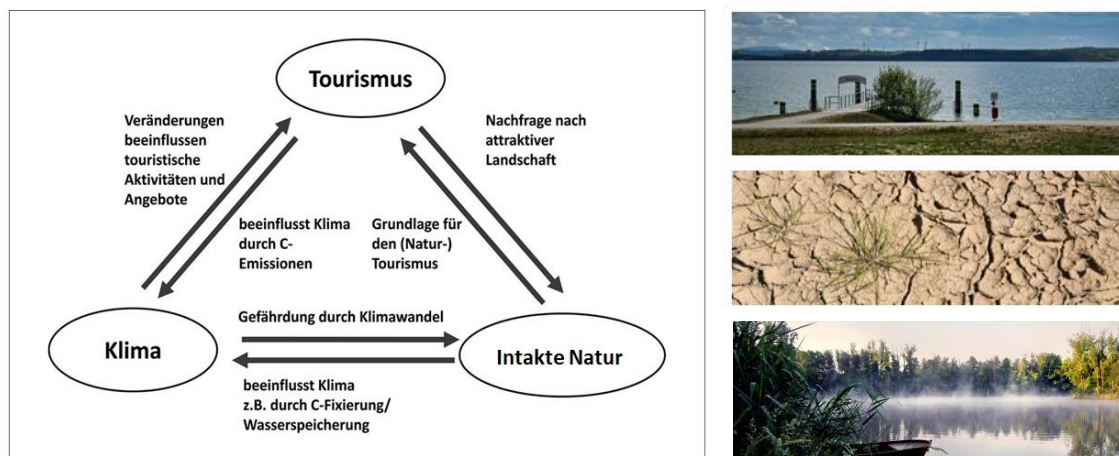 Tourismus
Veränderungen
beeinflussen
touristische
Aktivitäten und
Angebote
Nachfrage nach
attraktiver
Landschaft
beeinflusst Klima
durch C-
Emissionen
Grundlage für
den (Natur-)
Tourismus
Klima
Gefährdung durch Klimawandel
Intakte Natur
beeinflusst Klima
z.B. durch C-Fixierung/
Wasserspeicherung